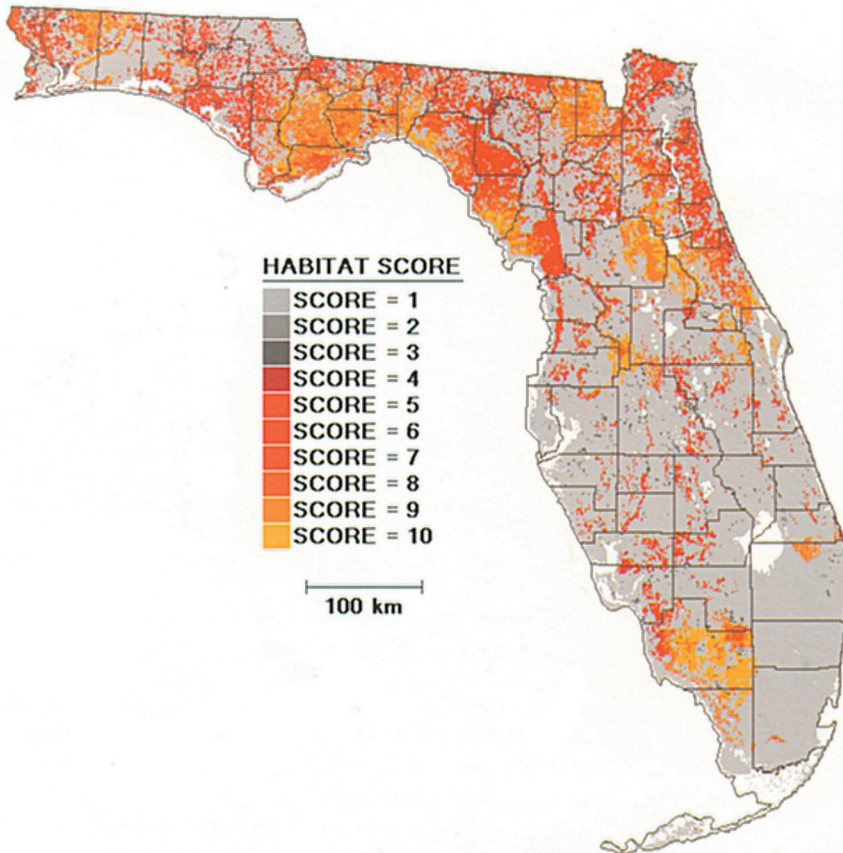 HABITAT SCORE
SCORE = 1
SCORE = 2
SCORE = 3
SCORE = 4
SCORE = 5
SCORE = 6
SCORE = 7
SCORE = 8
SCORE = 9
SCORE = 10
100 km